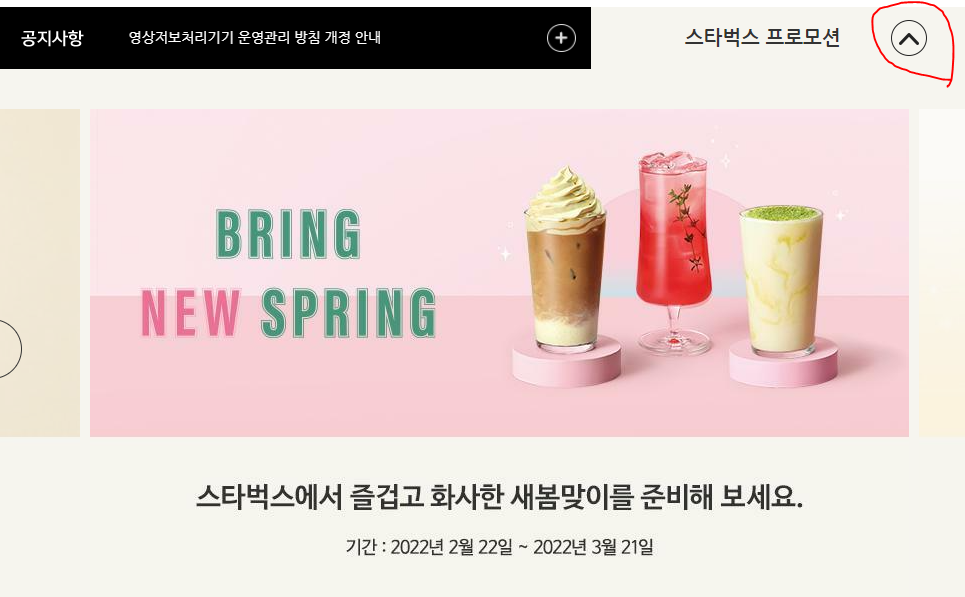 공지사항
영상저보처리기기 운영관리 방침 개정 안내
스타벅스 프로모션
BRING
NEW SPRING
스타벅스에서 즐겁고 화사한 새봄맞이를 준비해 보세요.
기간 : 2022년 2월 22일 ~ 2022년 3월 21일